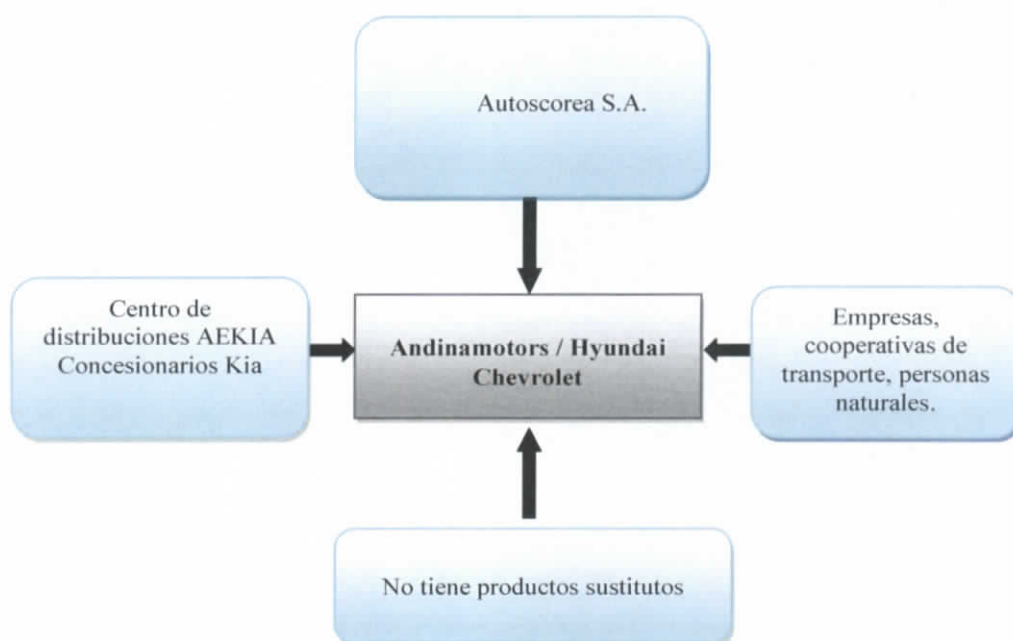 Autoscorea S.A.
Centro de
distribuciones AEKIA
Concesionarios Kia
Andinamotors / Hyundai
Chevrolet
Empresas,
cooperativas de
transporte, personas
naturales.
No tiene productos sustitutos